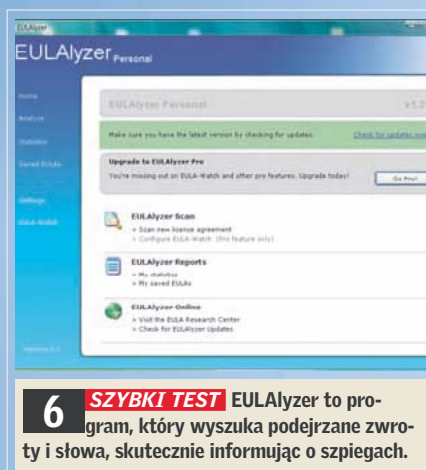 EULAlyzer
EULAlyzer Personal
Home
Analyze
Statistics
Saved EULAs
Settings
EULA-Watch
EULAlyzer Personal v1.2
Make sure you have the latest version by checking for updates. Check for updates now
Upgrade to EULAlyzer Pro
You're missing out on EULA-Watch and other pro features. Upgrade today!
Go Pro!
EULAlyzer Scan
» Scan new license agreement
» Configure EULA-Watch (Pro feature only)
EULAlyzer Reports
» My statistics
» My saved EULAs
EULAlyzer Online
» Visit the EULA Research Center
» Check for EULAlyzer Updates
6 SZYBKI TEST EULAlyzer to pro-
gram, który wyszuka podejrzane zwro-
ty i słowa, skutecznie informując o szpiegach.